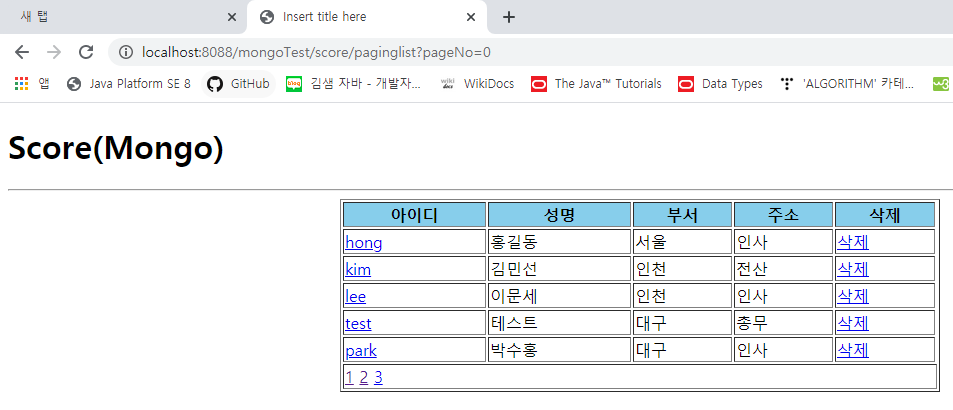 새 탭
Insert title here
localhost:8088/mongoTest/score/paginglist?pageNo=0
앱 Java Platform SE 8 GitHub blog 김샘 자바 - 개발자... wiki WikiDocs The Java™ Tutorials Data Types 'ALGORITHM' 카테... w3
Score(Mongo)
아이디 성명 부서 주소 삭제
hong 홍길동 서울 인사 삭제
kim 김민선 인천 전산 삭제
lee 이문세 인천 인사 삭제
test 테스트 대구 총무 삭제
park 박수홍 대구 인사 삭제
1 2 3